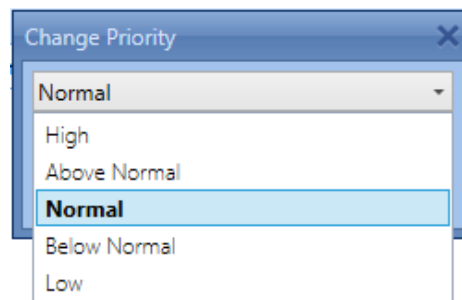 Change Priority
Normal
High
Above Normal
Normal
Below Normal
Low